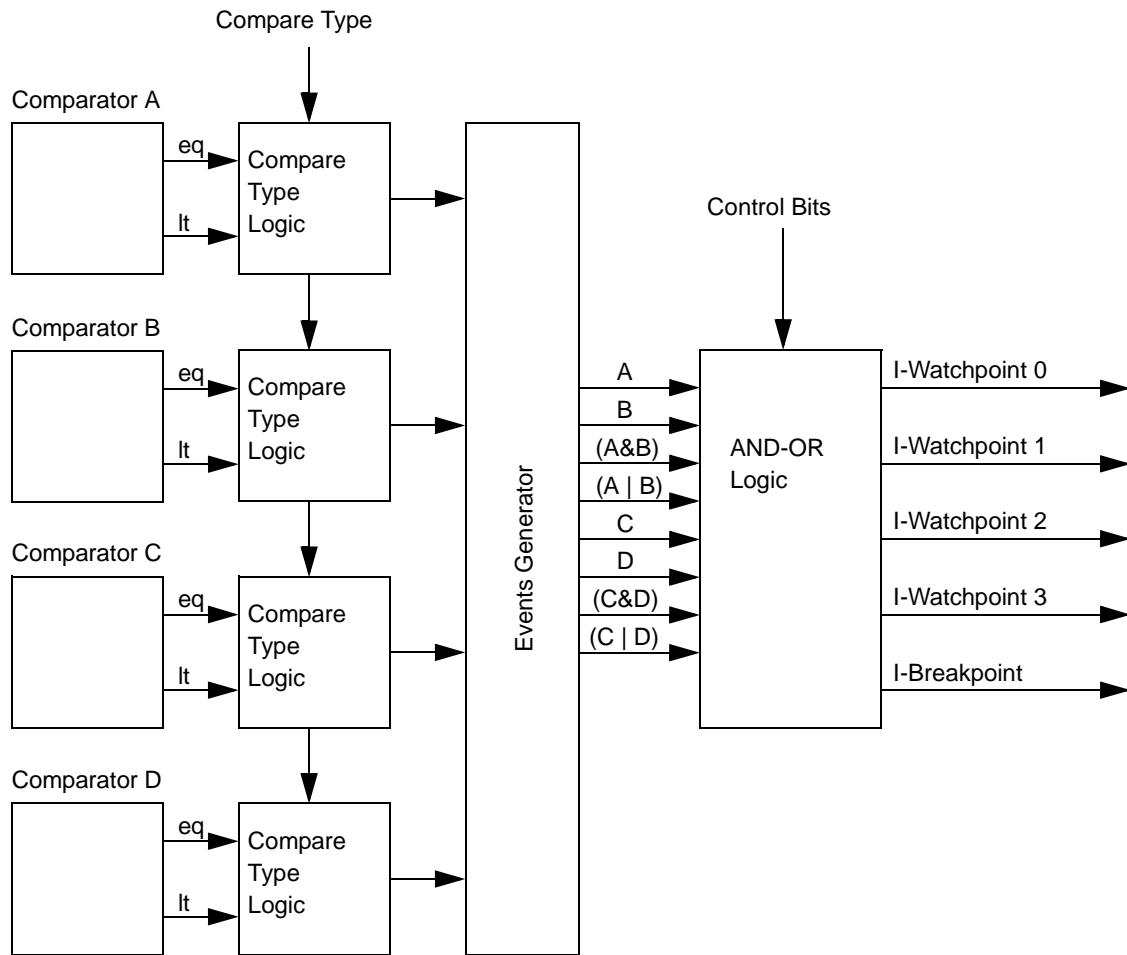 Compare Type
Comparator A
eq
lt
Compare
Type
Logic
Control Bits
Comparator B
eq
lt
Compare
Type
Logic
Comparator C
eq
lt
Compare
Type
Logic
Comparator D
eq
lt
Compare
Type
Logic
Events Generator
A
B
(A&B)
(A | B)
C
D
(C&D)
(C | D)
AND-OR
Logic
I-Watchpoint 0
I-Watchpoint 1
I-Watchpoint 2
I-Watchpoint 3
I-Breakpoint